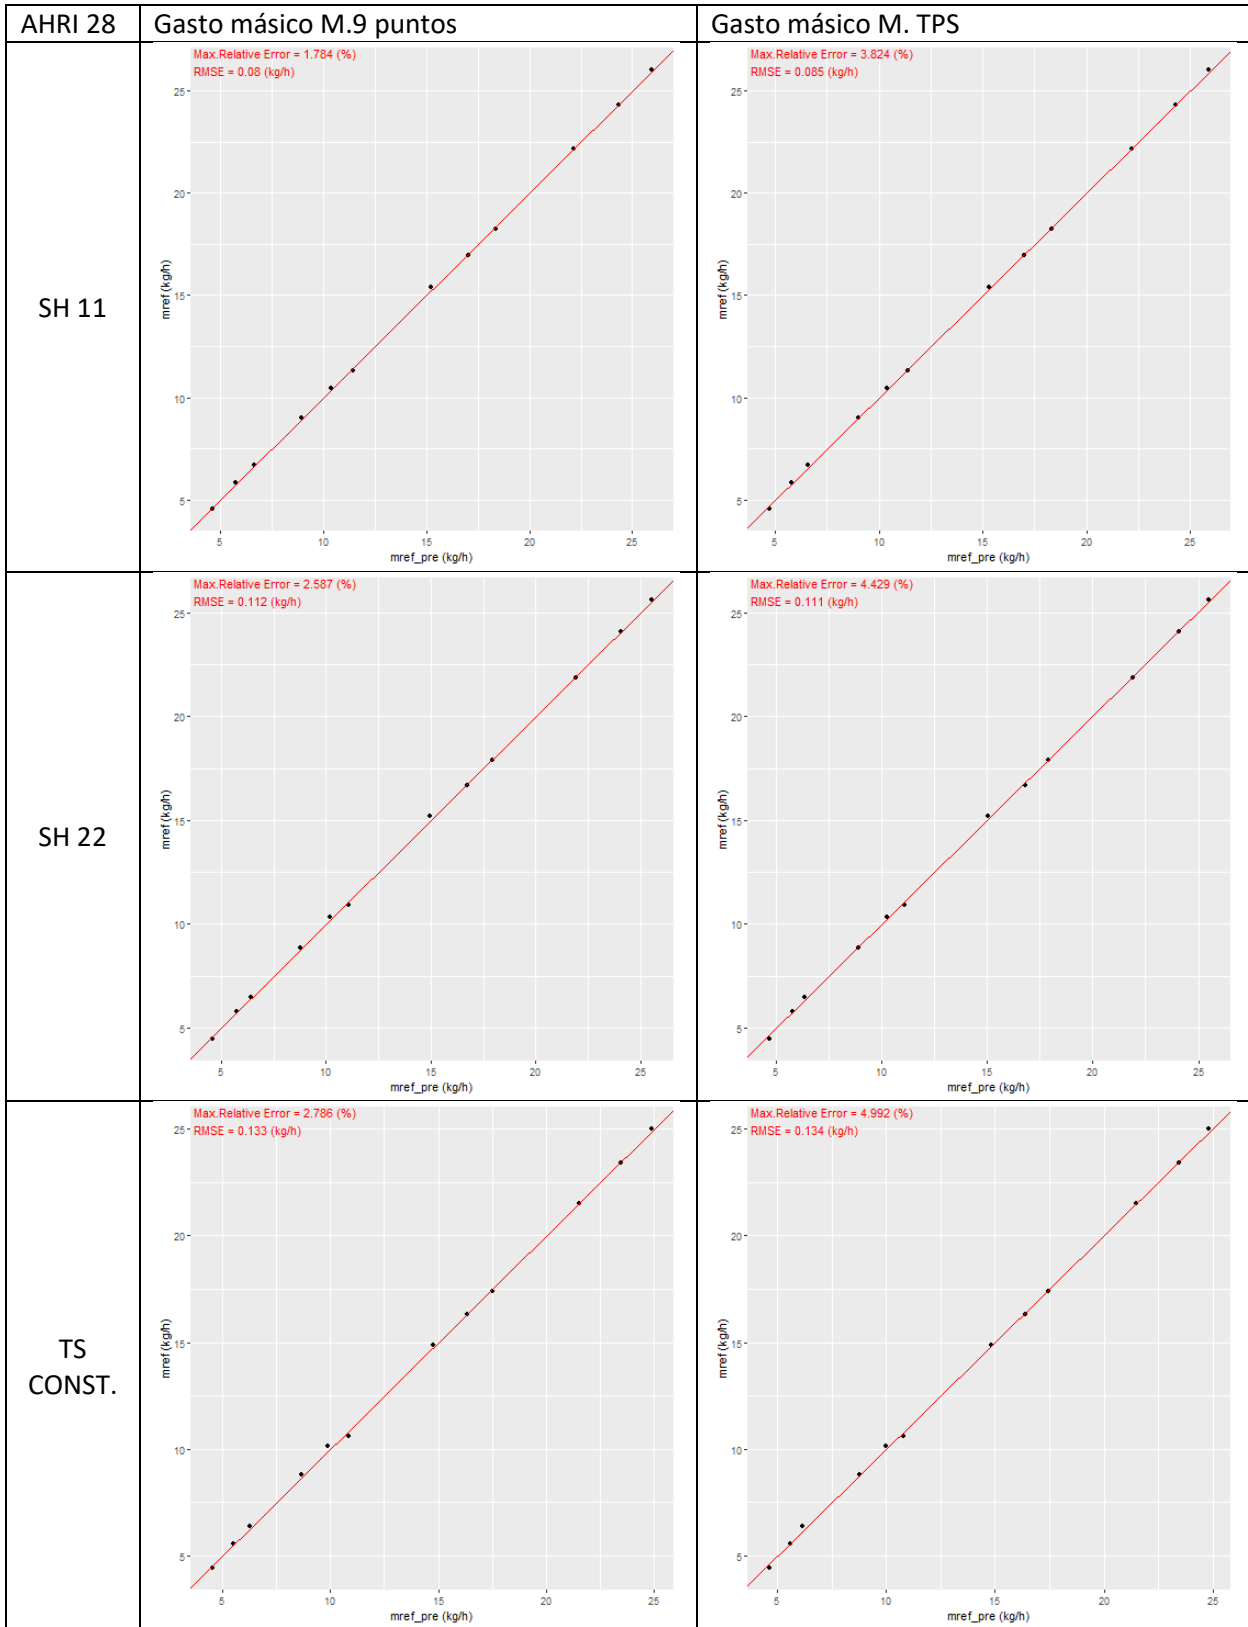 AHRI 28
Gasto másico M.9 puntos
Gasto másico M. TPS
SH 11
Max.Relative Error = 1.784 (%)
RMSE = 0.08 (kg/h)
25
20
15
10
5
mref (kg/h)
5
10
15
20
25
mref_pre (kg/h)
Max.Relative Error = 3.824 (%)
RMSE = 0.085 (kg/h)
25
20
15
10
5
mref (kg/h)
5
10
15
20
25
mref_pre (kg/h)
SH 22
Max.Relative Error = 2.587 (%)
RMSE = 0.112 (kg/h)
25
20
15
10
5
mref (kg/h)
5
10
15
20
25
mref_pre (kg/h)
Max.Relative Error = 4.429 (%)
RMSE = 0.111 (kg/h)
25
20
15
10
5
mref (kg/h)
5
10
15
20
25
mref_pre (kg/h)
TS
CONST.
Max.Relative Error = 2.786 (%)
RMSE = 0.133 (kg/h)
25
20
15
10
5
mref (kg/h)
5
10
15
20
25
mref_pre (kg/h)
Max.Relative Error = 4.992 (%)
RMSE = 0.134 (kg/h)
25
20
15
10
5
mref (kg/h)
5
10
15
20
25
mref_pre (kg/h)